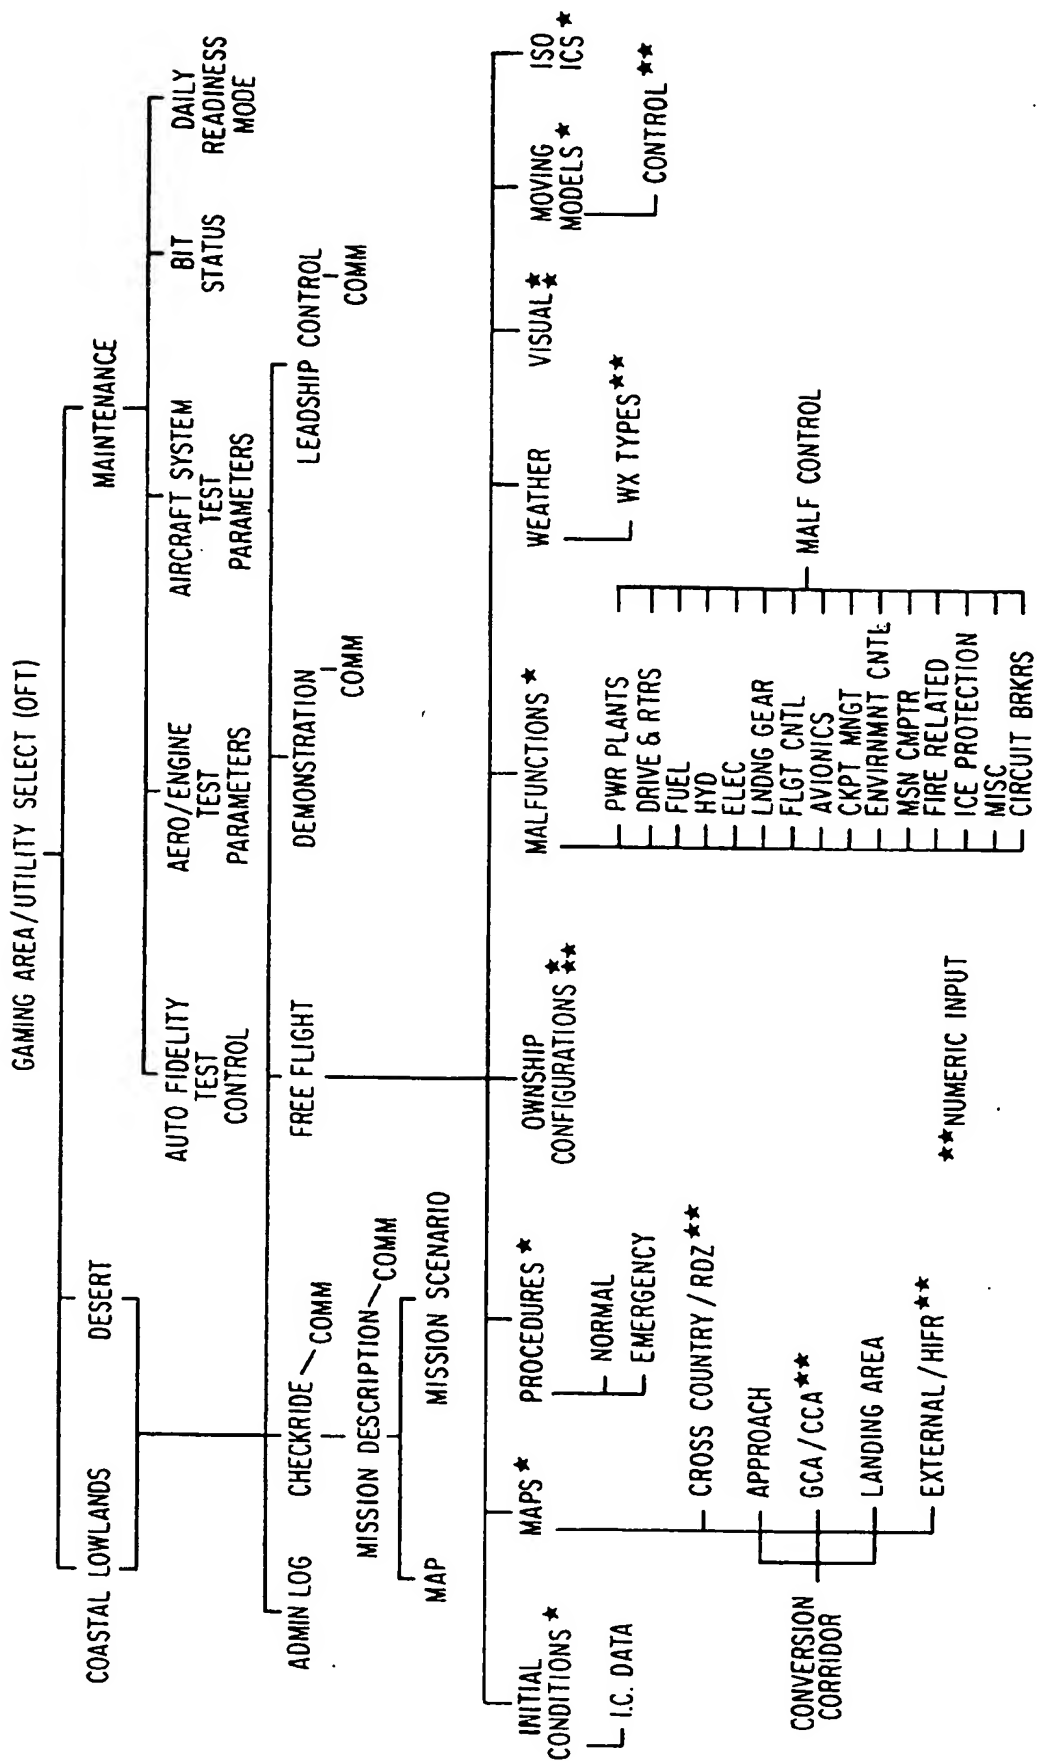 GAMING AREA/UTILITY SELECT (OFT)
COASTAL LOWLANDS
DESERT
MAINTENANCE
AUTO FIDELITY
TEST
CONTROL
AERO/ENGINE
TEST
PARAMETERS
AIRCRAFT SYSTEM
TEST
PARAMETERS
BIT
STATUS
DAILY
READINESS
MODE
ADMIN LOG
CHECKRIDE
COMM
FREE FLIGHT
DEMONSTRATION
COMM
LEADSHIP CONTROL
COMM
MISSION DESCRIPTION
COMM
MAP
MISSION SCENARIO
INITIAL
CONDITIONS★
I.C. DATA
MAPS★
CROSS COUNTRY/RDZ★★
APPROACH
GCA/CCA★★
LANDING AREA
EXTERNAL/HIFR★★
CONVERSION
CORRIDOR
PROCEDURES★
NORMAL
EMERGENCY
OWNSHIP
CONFIGURATIONS★★★
MALFUNCTIONS★
PWR PLANTS
DRIVE & RTRS
FUEL
HYD
ELEC
LNDNG GEAR
FLGT CNTL
AVIONICS
CKPT MNGT
ENVIRNMNT CNTL
MSN CMPTR
FIRE RELATED
ICE PROTECTION
MISC
CIRCUIT BRKRS
MALF CONTROL
WEATHER
WX TYPES★★
VISUAL★★
MOVING
MODELS★
CONTROL★★
ISO
ICS★
★★NUMERIC INPUT